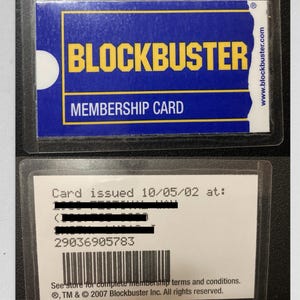 BLOCKBUSTER®
MEMBERSHIP CARD
www.blockbuster.com
Card issued 10/05/02 at:
29036905783
See store for complete membership terms and conditions.
®, TM & © 2007 Blockbuster Inc. All rights reserved.